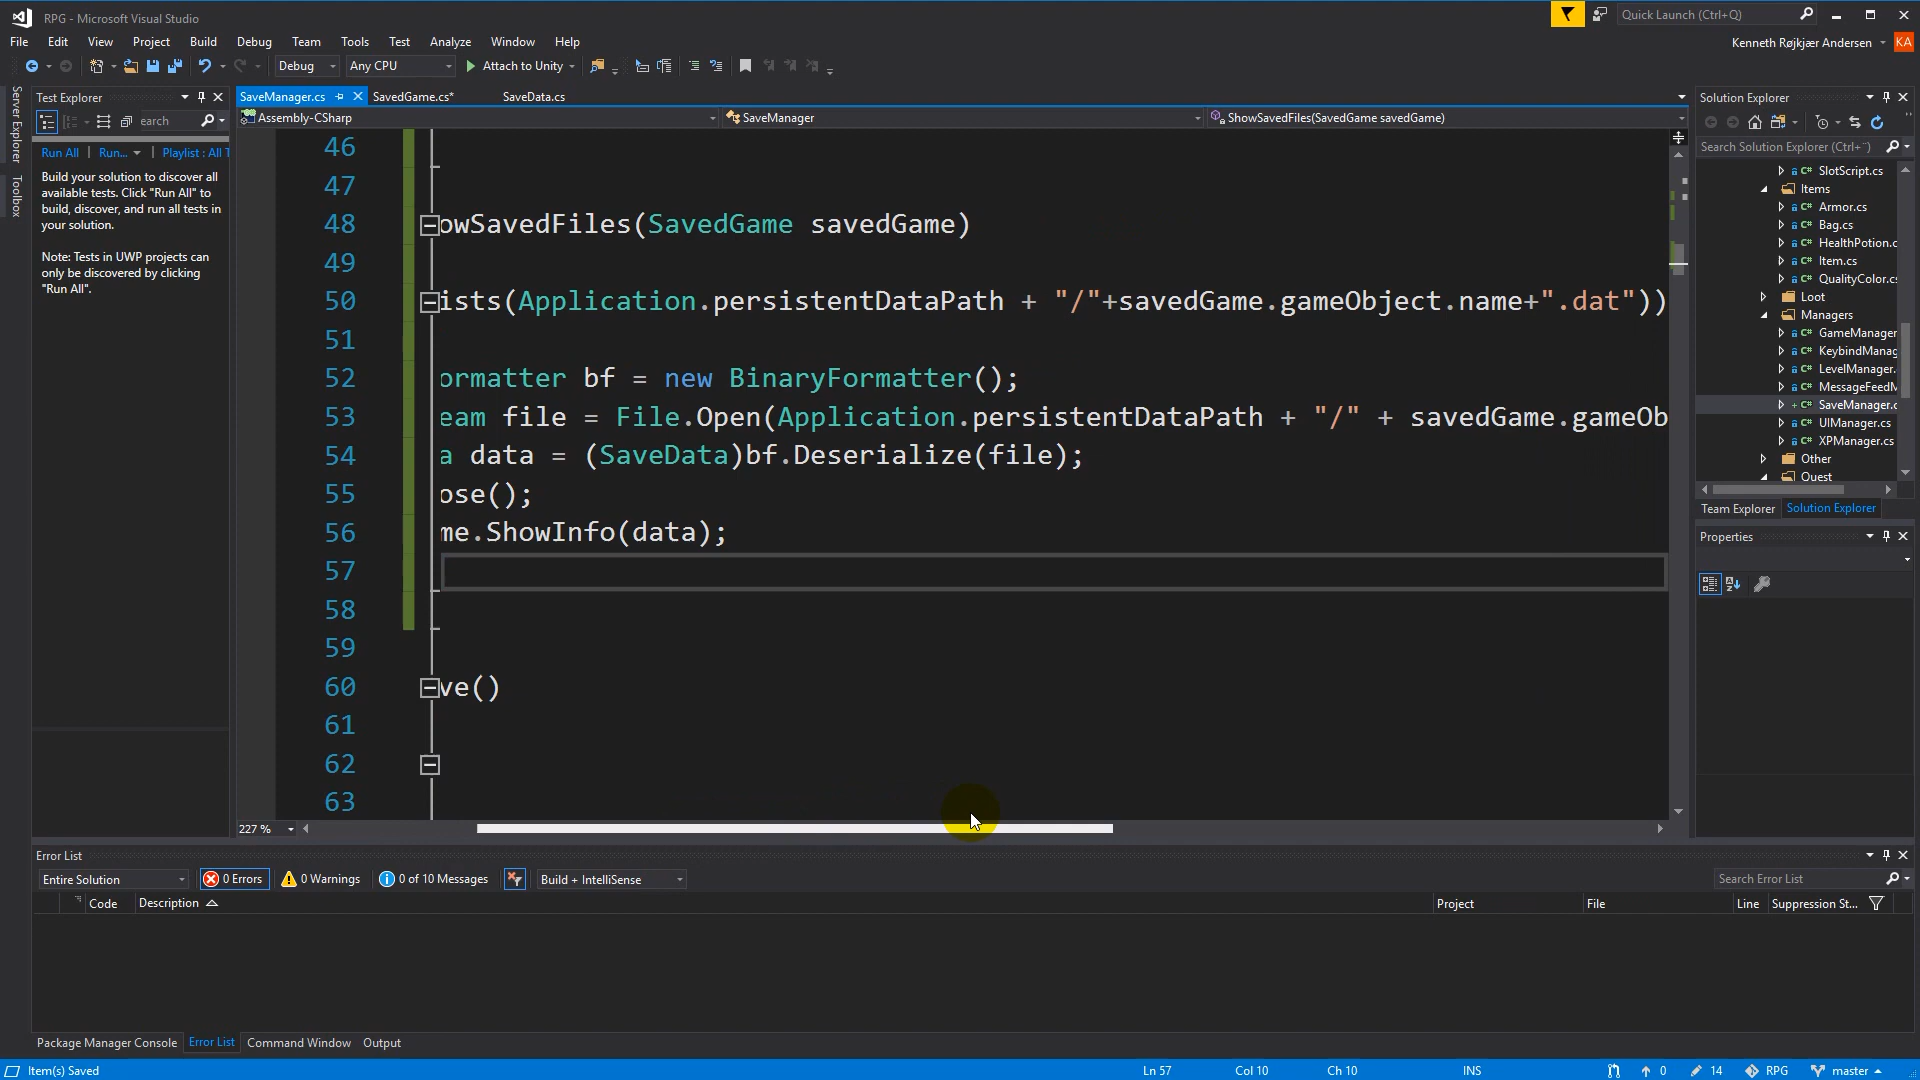 RPG - Microsoft Visual Studio
Quick Launch (Ctrl+Q)
File Edit View Project Build Debug Team Tools Test Analyze Window Help
Kenneth Røjkjær Andersen KA
Debug Any CPU Attach to Unity
Server Explorer
Toolbox
Test Explorer
earch
Run All Run... Playlist : All T
Build your solution to discover all
available tests. Click "Run All" to
build, discover, and run all tests in
your solution.
Note: Tests in UWP projects can
only be discovered by clicking
"Run All".
SaveManager.cs SavedGame.cs* SaveData.cs
Assembly-CSharp SaveManager ShowSavedFiles(SavedGame savedGame)
46
47
48 owSavedFiles(SavedGame savedGame)
49
50 ists(Application.persistentDataPath + "/"+savedGame.gameObject.name+".dat"))
51
52 ormatter bf = new BinaryFormatter();
53 eam file = File.Open(Application.persistentDataPath + "/" + savedGame.gameOb
54 a data = (SaveData)bf.Deserialize(file);
55 ose();
56 me.ShowInfo(data);
57
58
59
60 ve()
61
62
63
227 %
Solution Explorer
Search Solution Explorer (Ctrl+¨)
C# SlotScript.cs
Items
C# Armor.cs
C# Bag.cs
C# HealthPotion.c
C# Item.cs
C# QualityColor.cs
Loot
Managers
C# GameManager
C# KeybindManag
C# LevelManager.
C# MessageFeedM
C# SaveManager.c
C# UIManager.cs
C# XPManager.cs
Other
Quest
Team Explorer Solution Explorer
Properties
Error List
Entire Solution 0 Errors 0 Warnings 0 of 10 Messages Build + IntelliSense
Search Error List
Code Description Project File Line Suppression St...
Package Manager Console Error List Command Window Output
Item(s) Saved Ln 57 Col 10 Ch 10 INS 0 14 RPG master